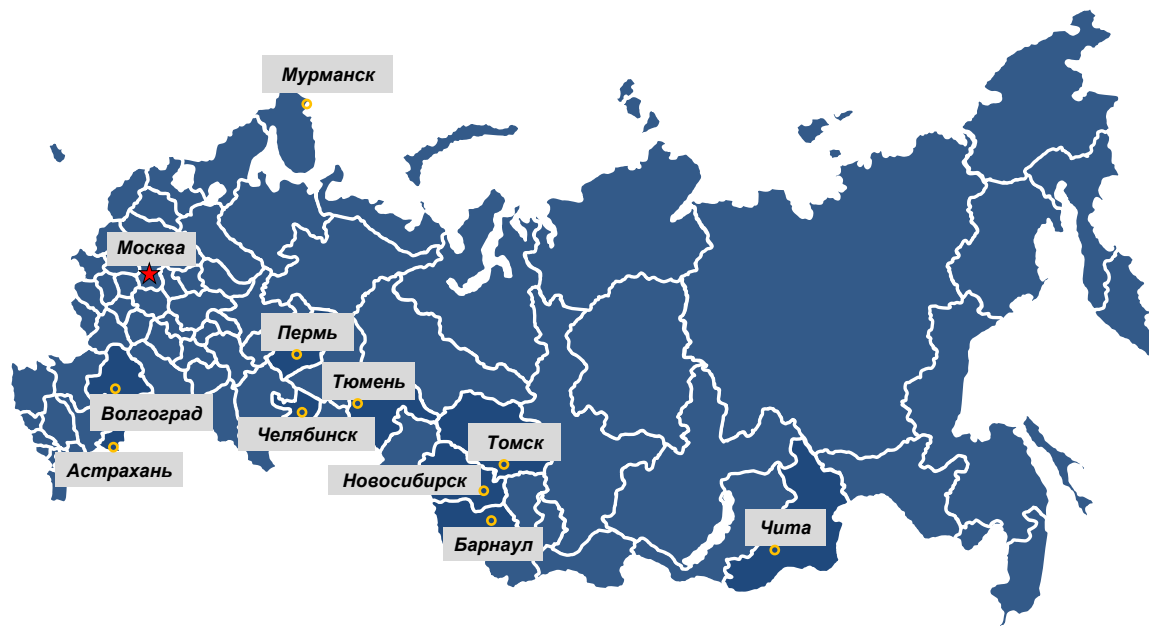 Мурманск
Москва
Пермь
Тюмень
Волгоград
Челябинск
Томск
Астрахань
Новосибирск
Чита
Барнаул